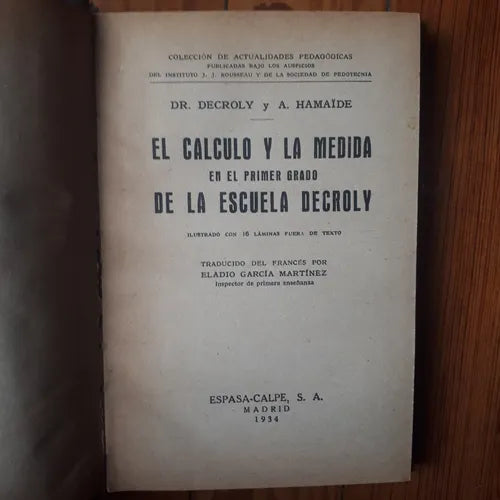 COLECCIÓN DE ACTUALIDADES PEDAGÓGICAS
PUBLICADAS BAJO LOS AUSPICIOS
DEL INSTITUTO J. J. ROUSSEAU Y DE LA SOCIEDAD DE PEDOTECNIA
DR. DECROLY y A. HAMAÏDE
EL CALCULO Y LA MEDIDA
EN EL PRIMER GRADO
DE LA ESCUELA DECROLY
ILUSTRADO CON 16 LÁMINAS FUERA DE TEXTO
TRADUCIDO DEL FRANCÉS POR
ELADIO GARCÍA MARTÍNEZ
Inspector de primera enseñanza
ESPASA-CALPE, S. A.
MADRID
1934